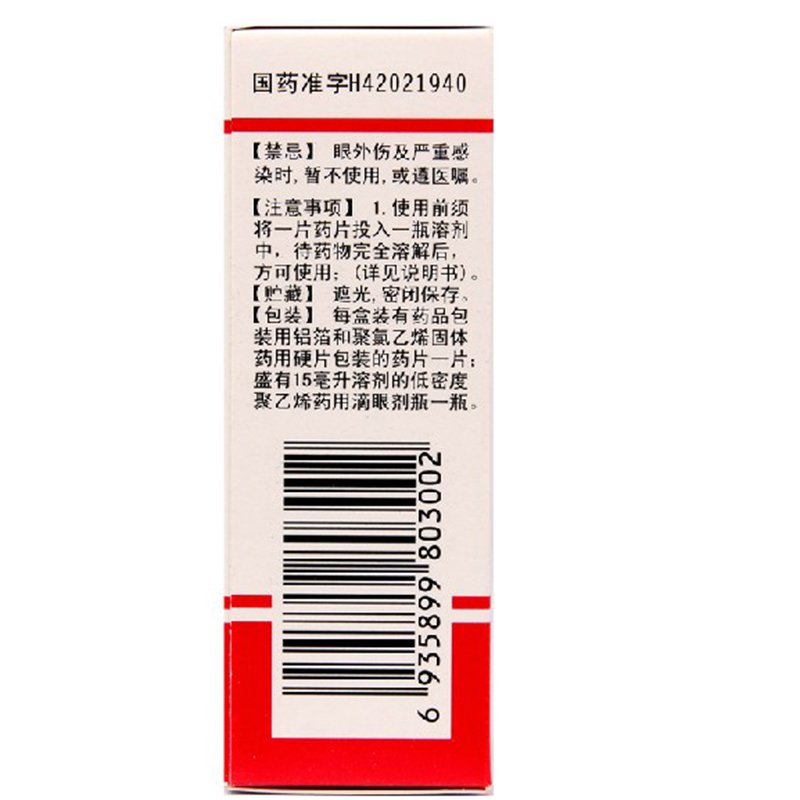 国药准字H42021940
【禁忌】 眼外伤及严重感
染时,暂不使用,或遵医嘱。
【注意事项】 1.使用前须
将一片药片投入一瓶溶剂
中，待药物完全溶解后，
方可使用；(详见说明书)。
【贮藏】 遮光,密闭保存。
【包装】 每盒装有药品包
装用铝箔和聚氯乙烯固体
药用硬片包装的药片一片；
盛有15毫升溶剂的低密度
聚乙烯药用滴眼剂瓶一瓶。
6 935899 803002